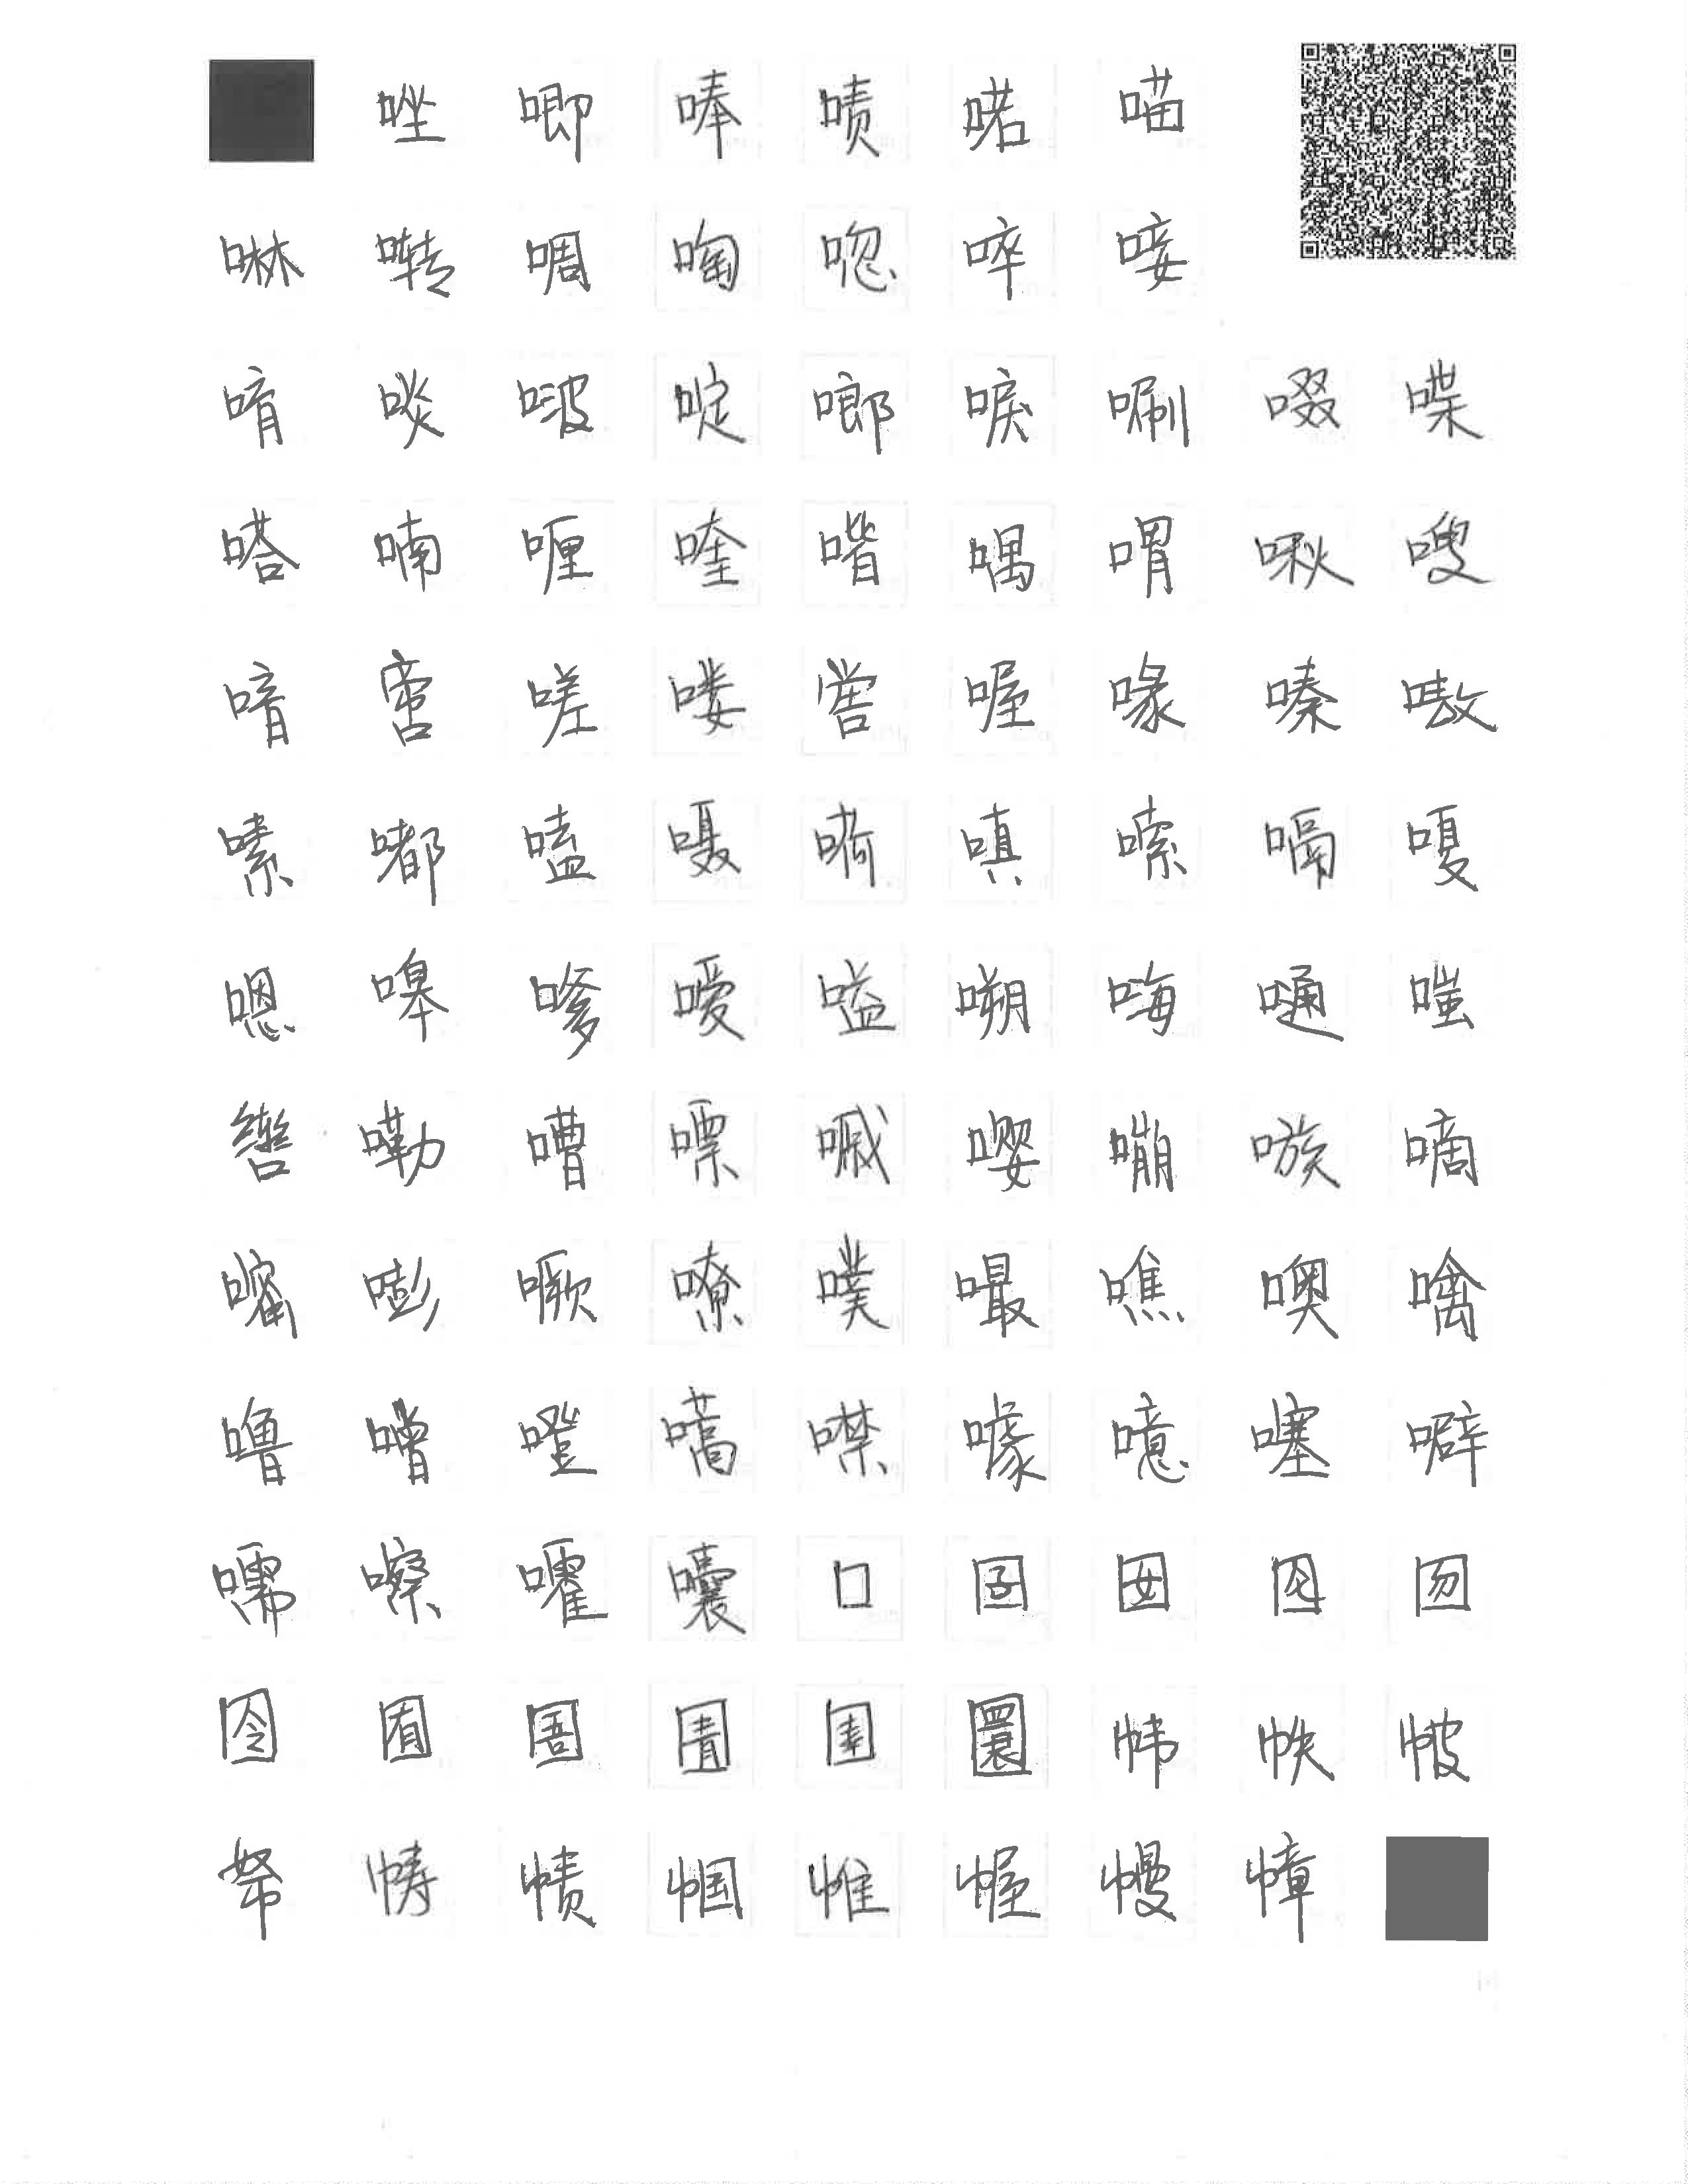 唑唧唪啧喏喵
啉啭啁啕唿啐唼
唷啖啵啶啷唳唰啜喋
嗒喃喱喹喈喁喟啾嗖
喑啻嗟喽喾喔喙嗪嗷
嗉嘟嗑嗫嗬嗔嗦嗝嗄
嗯嗥嗲嗳嗌嗍嗨嗵嗤
辔嘞嘈嘌嘁嘤嘣嗾嘀
嘧嘭噘嘹噗嘬噍噢噙
噜噌噔嚆噤噱噫噻噼
嚅嚓嚯囔囗囝囡囵囫
囹囿圄圊圉圜帏帙帔
帑帱帻帼帷幄幔幛